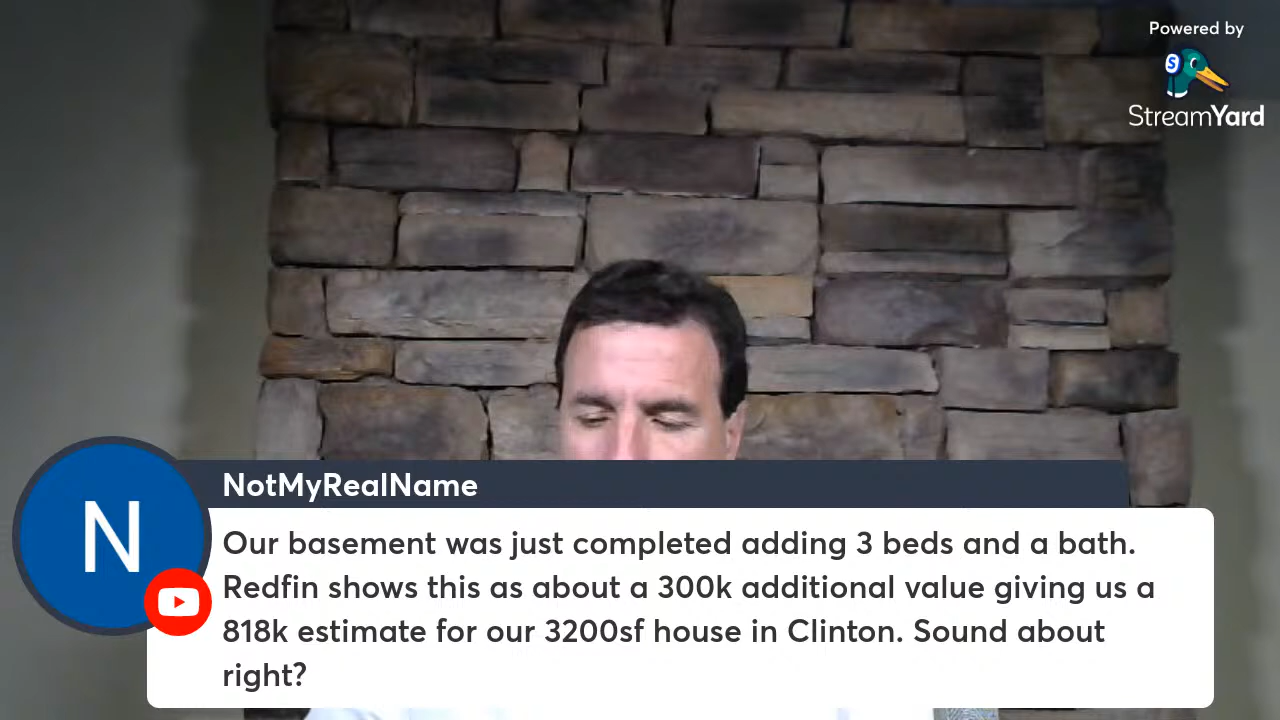 Powered by
S
StreamYard
N
NotMyRealName
Our basement was just completed adding 3 beds and a bath.
Redfin shows this as about a 300k additional value giving us a
818k estimate for our 3200sf house in Clinton. Sound about
right?